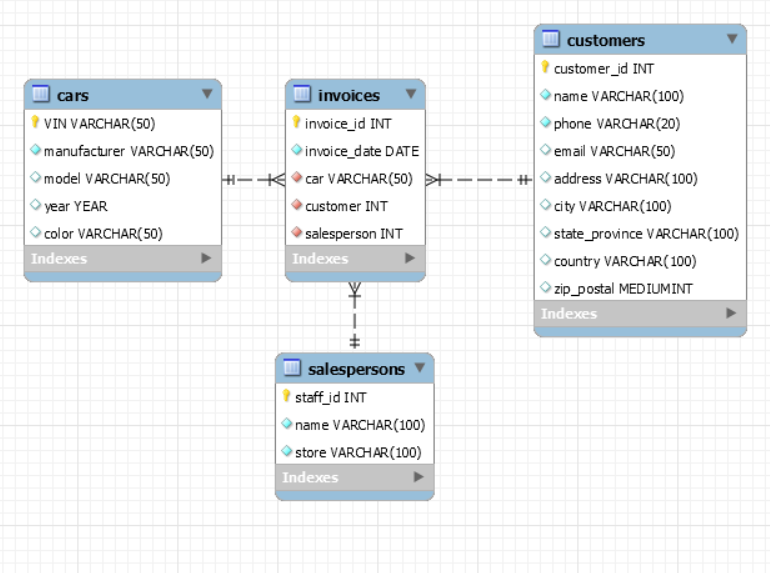 cars
VIN VARCHAR(50)
manufacturer VARCHAR(50)
model VARCHAR(50)
year YEAR
color VARCHAR(50)
Indexes
invoices
invoice_id INT
invoice_date DATE
car VARCHAR(50)
customer INT
salesperson INT
Indexes
customers
customer_id INT
name VARCHAR(100)
phone VARCHAR(20)
email VARCHAR(50)
address VARCHAR(100)
city VARCHAR(100)
state_province VARCHAR(100)
country VARCHAR(100)
zip_postal MEDIUMINT
Indexes
salespersons
staff_id INT
name VARCHAR(100)
store VARCHAR(100)
Indexes